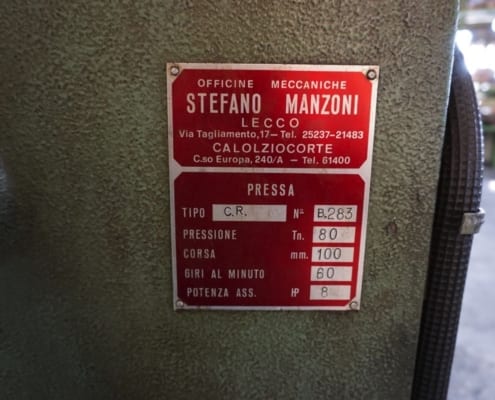 OFFICINE MECCANICHE
STEFANO MANZONI
LECCO
Via Tagliamento, 17 — Tel. 25237-21483
CALOLZIOCORTE
C.so Europa, 240/A — Tel. 61400
PRESSA
TIPO C.R. N° B.283
PRESSIONE Tn. 80
CORSA mm. 100
GIRI AL MINUTO 60
POTENZA ASS. HP 8